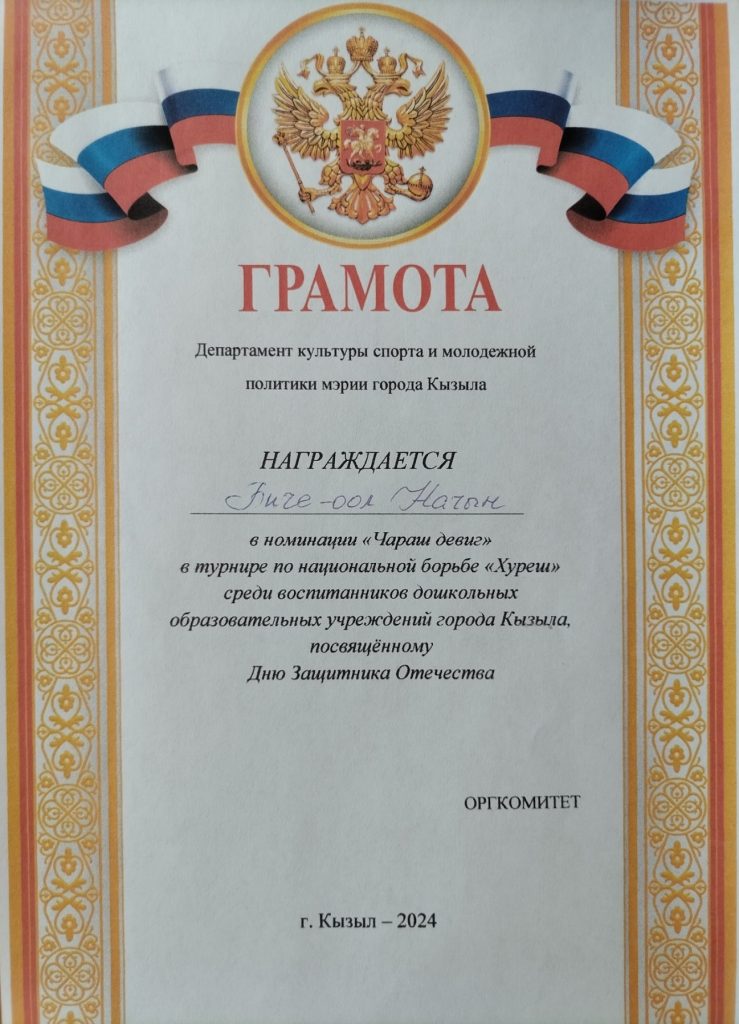 ГРАМОТА
Департамент культуры спорта и молодежной
политики мэрии города Кызыла
НАГРАЖДАЕТСЯ
Биче-оол Начын
в номинации «Чараш девиг»
в турнире по национальной борьбе «Хуреш»
среди воспитанников дошкольных
образовательных учреждений города Кызыла,
посвящённому
Дню Защитника Отечества
ОРГКОМИТЕТ
г. Кызыл – 2024